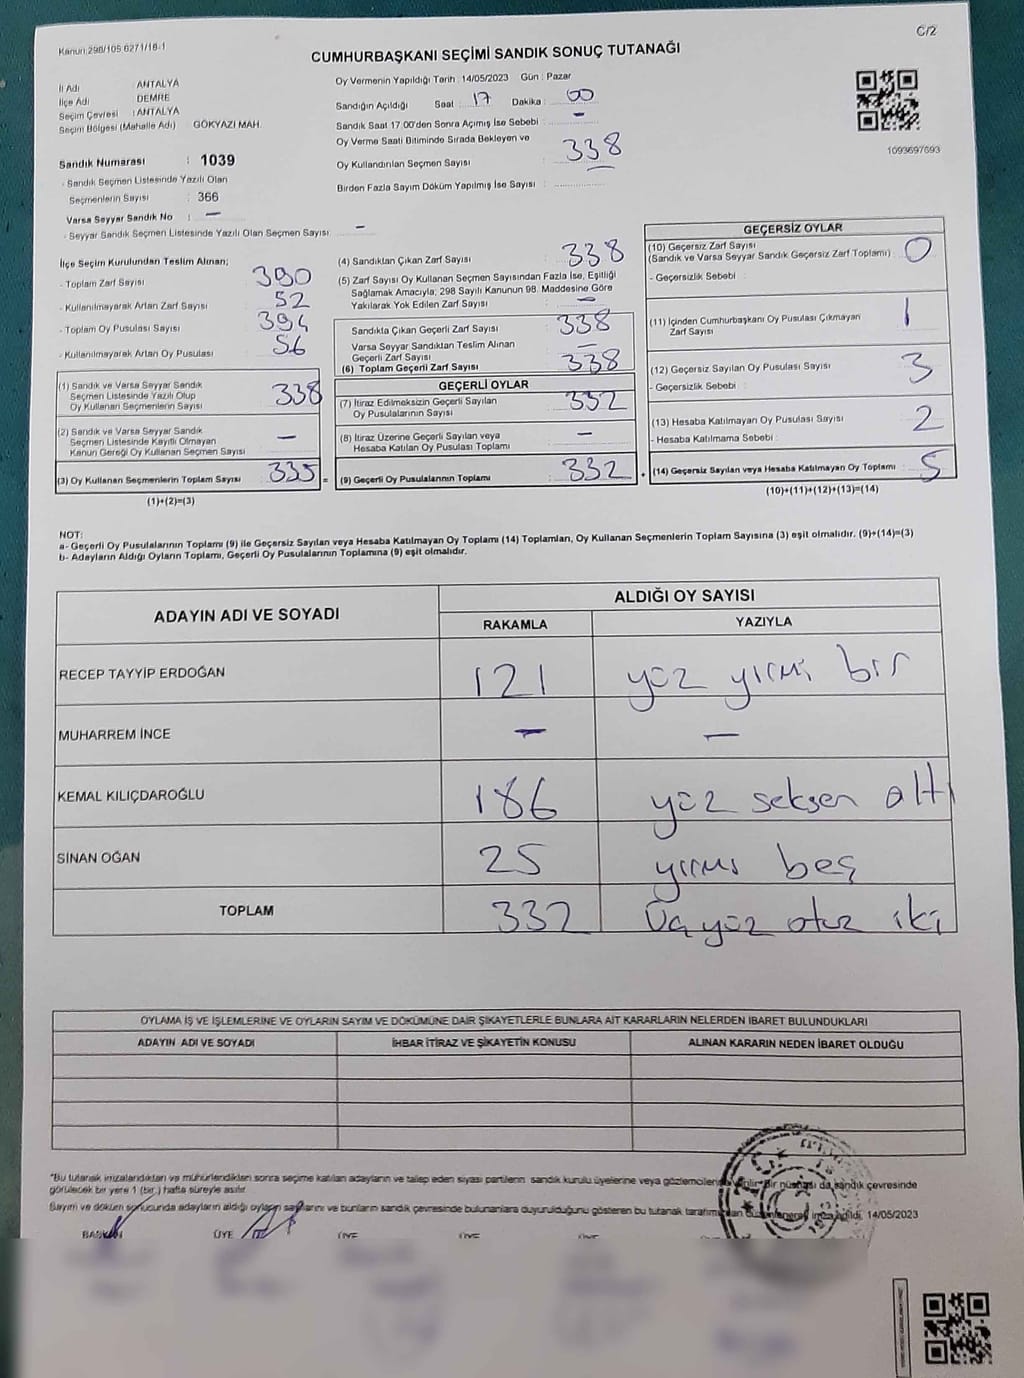 Kanun 298/105 6271/18-1
C/2
CUMHURBAŞKANI SEÇİMİ SANDIK SONUÇ TUTANAĞI
İl Adı : ANTALYA
İlçe Adı DEMRE
Seçim Çevresi : ANTALYA
Seçim Bölgesi (Mahalle Adı) GÖKYAZI MAH.
Sandık Numarası : 1039
- Sandık Seçmen Listesinde Yazılı Olan
Seçmenlerin Sayısı : 366
Varsa Seyyar Sandık No : —
- Seyyar Sandık Seçmen Listesinde Yazılı Olan Seçmen Sayısı: —
Oy Vermenin Yapıldığı Tarih : 14/05/2023 Gün : Pazar
Sandığın Açıldığı Saat 17 Dakika 00
Sandık Saat 17:00'den Sonra Açımış İse Sebebi : —
Oy Verme Saati Bitiminde Sırada Bekleyen ve
Oy Kullandırılan Seçmen Sayısı : 338
Birden Fazla Sayım Döküm Yapılmış İse Sayısı :
1093697693
İlçe Seçim Kurulundan Teslim Alınan;
- Toplam Zarf Sayısı 390
- Kullanılmayarak Artan Zarf Sayısı 52
- Toplam Oy Pusulası Sayısı 394
- Kullanılmayarak Artan Oy Pusulası 56
(1) Sandık ve Varsa Seyyar Sandık
Seçmen Listesinde Yazılı Olup
Oy Kullanan Seçmenlerin Sayısı 338
(2) Sandık ve Varsa Seyyar Sandık
Seçmen Listesinde Kayıtlı Olmayan
Kanun Gereği Oy Kullanan Seçmen Sayısı —
(3) Oy Kullanan Seçmenlerin Toplam Sayısı 335 =
(1)+(2)=(3)
(4) Sandıktan Çıkan Zarf Sayısı 338
(5) Zarf Sayısı Oy Kullanan Seçmen Sayısından Fazla İse, Eşitliği
Sağlamak Amacıyla; 298 Sayılı Kanunun 98. Maddesine Göre
Yakılarak Yok Edilen Zarf Sayısı —
Sandıkta Çıkan Geçerli Zarf Sayısı 338
Varsa Seyyar Sandıktan Teslim Alınan
Geçerli Zarf Sayısı —
(6) Toplam Geçerli Zarf Sayısı 338
GEÇERLİ OYLAR
(7) İtiraz Edilmeksizin Geçerli Sayılan
Oy Pusulalarının Sayısı 332
(8) İtiraz Üzerine Geçerli Sayılan veya
Hesaba Katılan Oy Pusulası Toplamı —
(9) Geçerli Oy Pusulalarının Toplamı 332 +
GEÇERSİZ OYLAR
(10) Geçersiz Zarf Sayısı
(Sandık ve Varsa Seyyar Sandık Geçersiz Zarf Toplamı) 0
- Geçersizlik Sebebi :
(11) İçinden Cumhurbaşkanı Oy Pusulası Çıkmayan
Zarf Sayısı 1
(12) Geçersiz Sayılan Oy Pusulası Sayısı 3
- Geçersizlik Sebebi :
(13) Hesaba Katılmayan Oy Pusulası Sayısı 2
- Hesaba Katılmama Sebebi :
(14) Geçersiz Sayılan veya Hesaba Katılmayan Oy Toplamı : 5
(10)+(11)+(12)+(13)=(14)
NOT:
a- Geçerli Oy Pusulalarının Toplamı (9) ile Geçersiz Sayılan veya Hesaba Katılmayan Oy Toplamı (14) Toplamları, Oy Kullanan Seçmenlerin Toplam Sayısına (3) eşit olmalıdır. (9)+(14)=(3)
b- Adayların Aldığı Oyların Toplamı, Geçerli Oy Pusulalarının Toplamına (9) eşit olmalıdır.
ADAYIN ADI VE SOYADI ALDIĞI OY SAYISI
RAKAMLA YAZIYLA
RECEP TAYYİP ERDOĞAN 121 yüz yirmi bir
MUHARREM İNCE — —
KEMAL KILIÇDAROĞLU 186 yüz seksen altı
SİNAN OĞAN 25 yirmi beş
TOPLAM 332 Üçyüz otuz iki
OYLAMA İŞ VE İŞLEMLERİNE VE OYLARIN SAYIM VE DÖKÜMÜNE DAİR ŞİKAYETLERLE BUNLARA AİT KARARLARIN NELERDEN İBARET BULUNDUKLARI
ADAYIN ADI VE SOYADI İHBAR İTİRAZ VE ŞİKAYETİN KONUSU ALINAN KARARIN NEDEN İBARET OLDUĞU
*Bu tutanak imzalandıktan ve mühürlendikten sonra seçime katılan adayların ve talep eden siyasi partilerin sandık kurulu üyelerine veya gözlemcilerine verilir. Bir nüshası da sandık çevresinde
görülecek bir yere 1 (bir) hafta süreyle asılır.
Sayım ve döküm sonucunda adayların aldığı oyların sayılarını ve bunların sandık çevresinde bulunanlara duyurulduğunu gösteren bu tutanak imza edildi. 14/05/2023
BAŞKAN ÜYE ÜYE ÜYE ÜYE